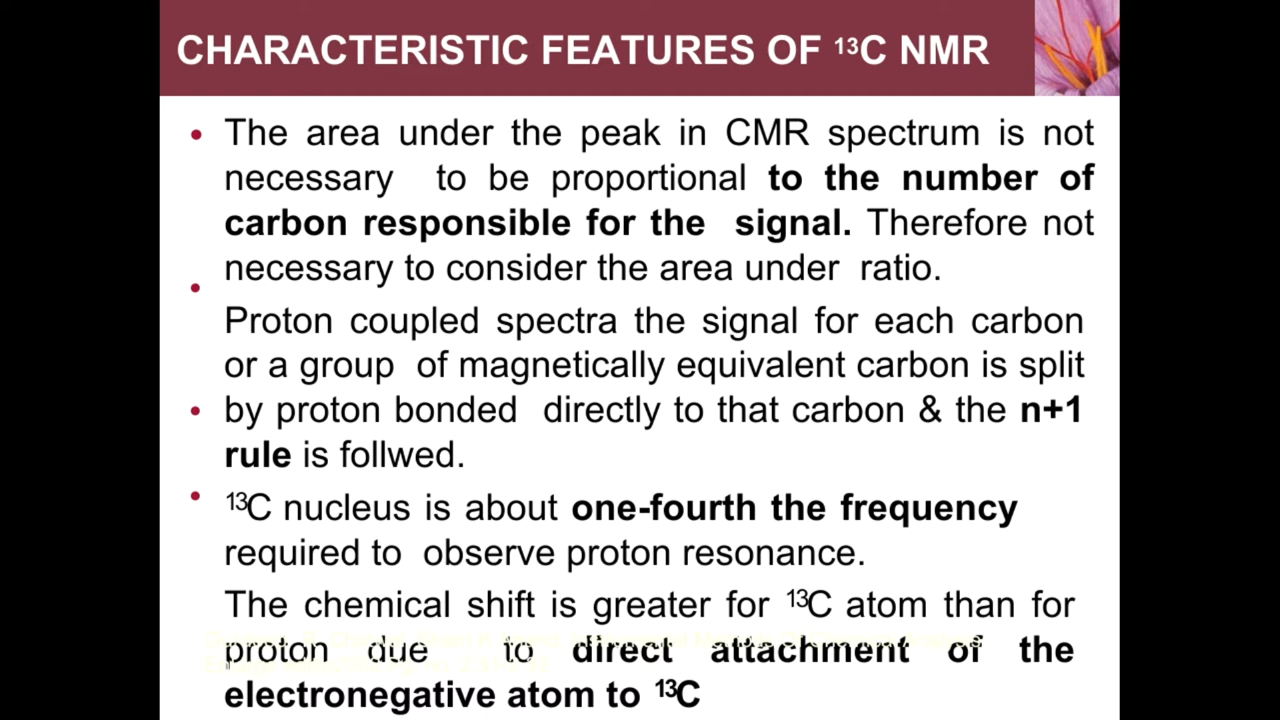 CHARACTERISTIC FEATURES OF ¹³C NMR
• The area under the peak in CMR spectrum is not
necessary to be proportional to the number of
carbon responsible for the signal. Therefore not
necessary to consider the area under ratio.
•
Proton coupled spectra the signal for each carbon
or a group of magnetically equivalent carbon is split
• by proton bonded directly to that carbon & the n+1
rule is follwed.
• ¹³C nucleus is about one-fourth the frequency
required to observe proton resonance.
The chemical shift is greater for ¹³C atom than for
proton due to direct attachment of the
electronegative atom to ¹³C